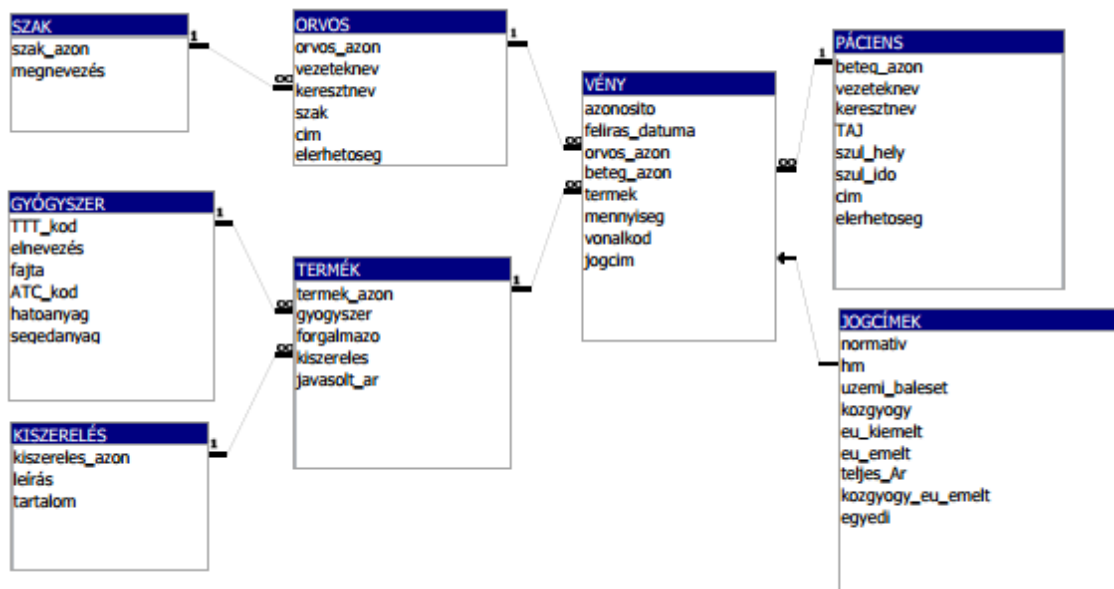 SZAK
szak_azon
megnevezés
1
∞
ORVOS
orvos_azon
vezeteknev
keresztnev
szak
cim
elerhetoseg
1
∞
VÉNY
azonosito
feliras_datuma
orvos_azon
beteg_azon
termek
mennyiseg
vonalkod
jogcim
∞
∞
PÁCIENS
beteg_azon
vezeteknev
keresztnev
TAJ
szul_hely
szul_ido
cim
elerhetoseg
1
GYÓGYSZER
TTT_kod
elnevezés
fajta
ATC_kod
hatoanyag
segedanyag
1
∞
TERMÉK
termek_azon
gyogyszer
forgalmazo
kiszereles
javasolt_ar
1
∞
KISZERELÉS
kiszereles_azon
leírás
tartalom
1
JOGCÍMEK
normativ
hm
uzemi_baleset
kozgyogy
eu_kiemelt
eu_emelt
teljes_Ar
kozgyogy_eu_emelt
egyedi